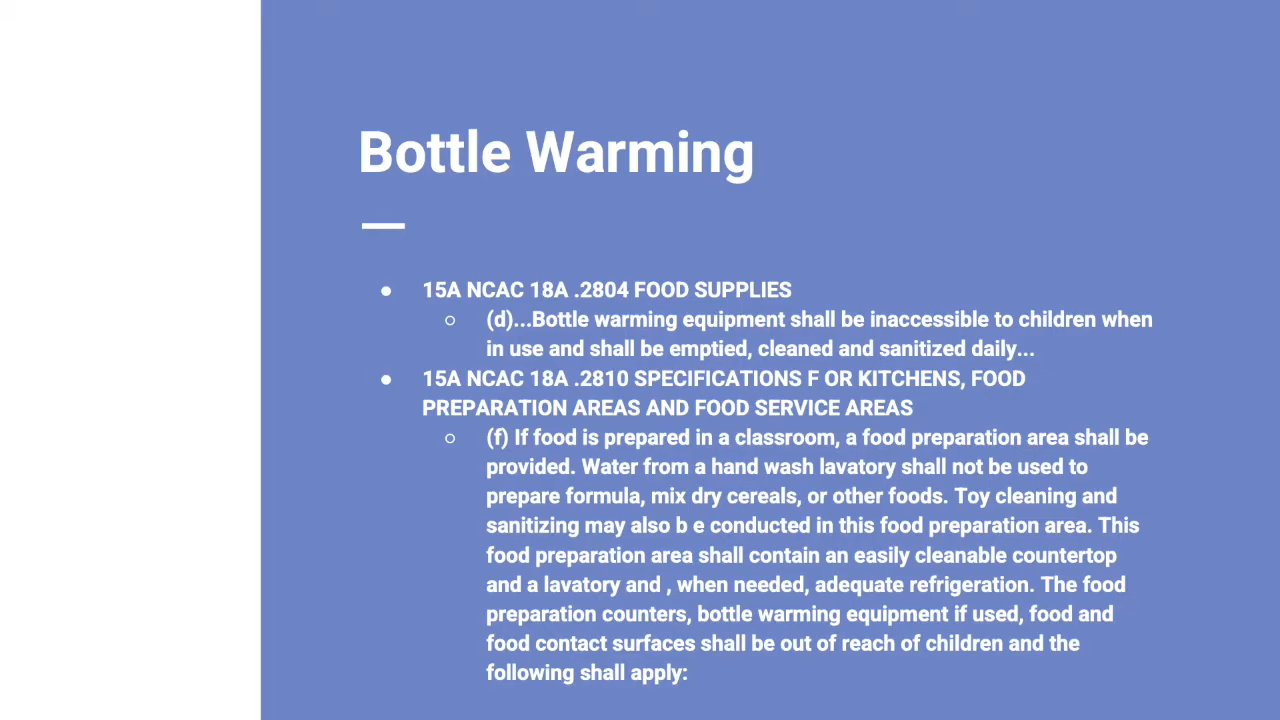 Bottle Warming
● 15A NCAC 18A .2804 FOOD SUPPLIES
○ (d)...Bottle warming equipment shall be inaccessible to children when
in use and shall be emptied, cleaned and sanitized daily...
● 15A NCAC 18A .2810 SPECIFICATIONS F OR KITCHENS, FOOD
PREPARATION AREAS AND FOOD SERVICE AREAS
○ (f) If food is prepared in a classroom, a food preparation area shall be
provided. Water from a hand wash lavatory shall not be used to
prepare formula, mix dry cereals, or other foods. Toy cleaning and
sanitizing may also b e conducted in this food preparation area. This
food preparation area shall contain an easily cleanable countertop
and a lavatory and , when needed, adequate refrigeration. The food
preparation counters, bottle warming equipment if used, food and
food contact surfaces shall be out of reach of children and the
following shall apply: